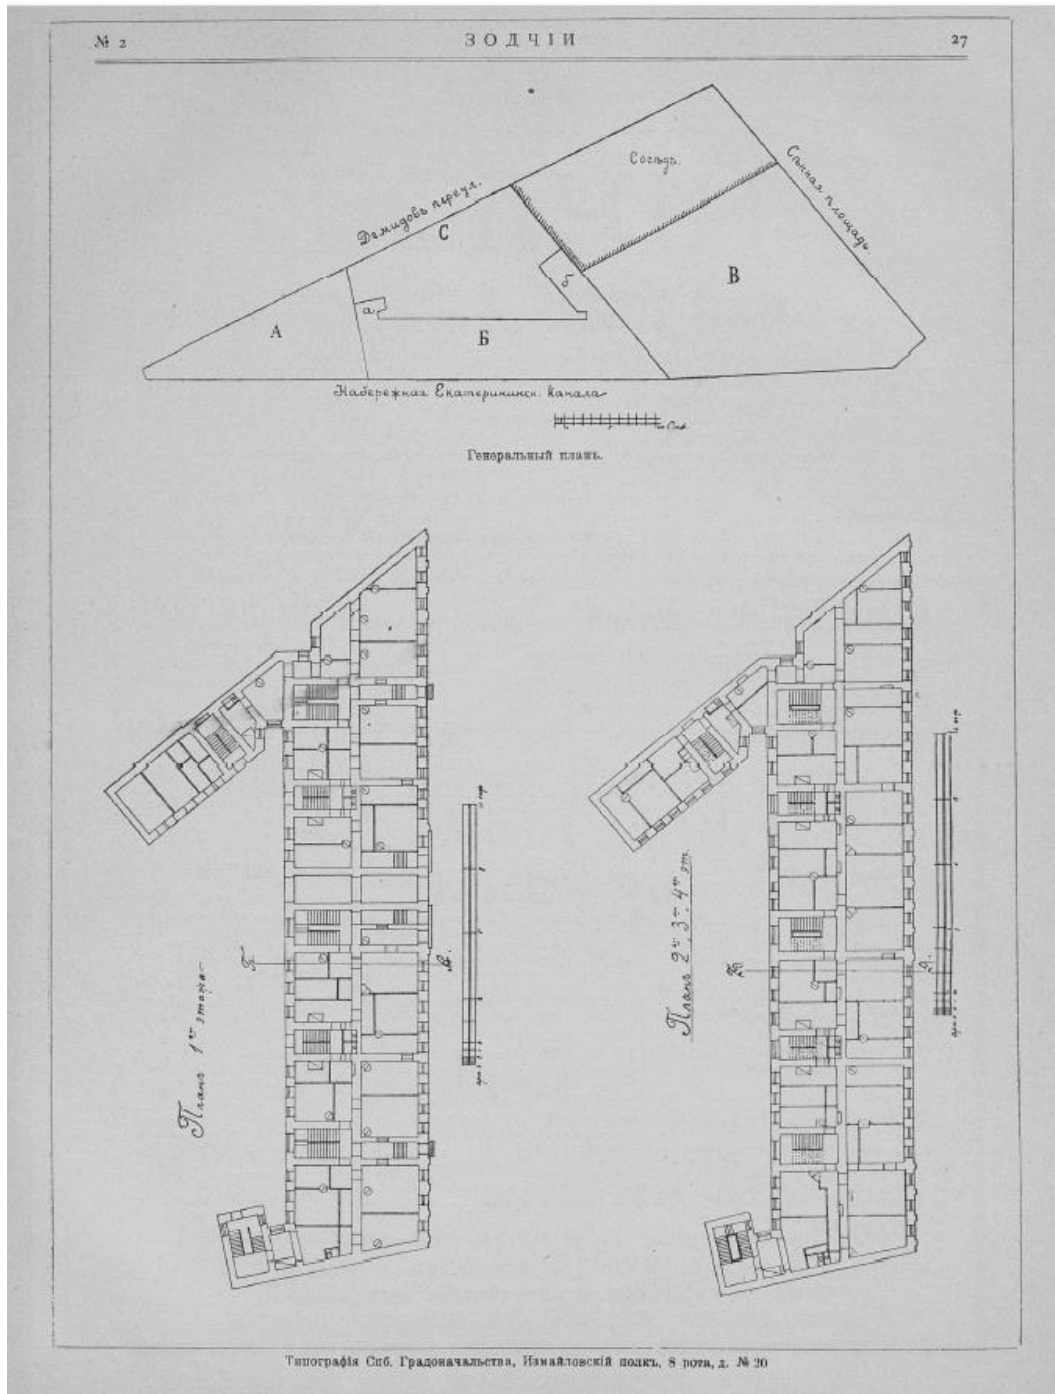 № 2
ЗОДЧІЙ
27
Сосѣдъ.
Сѣнная площадь.
Демидовъ переул.
С
В
б
а
А
Б
Набережная Екатерининск. Канала
Генеральный планъ.
Планъ 1го этажа
Планъ 2го, 3го, 4го эт.
Типографія Спб. Градоначальства, Измайловскій полкъ, 8 рота, д. № 20